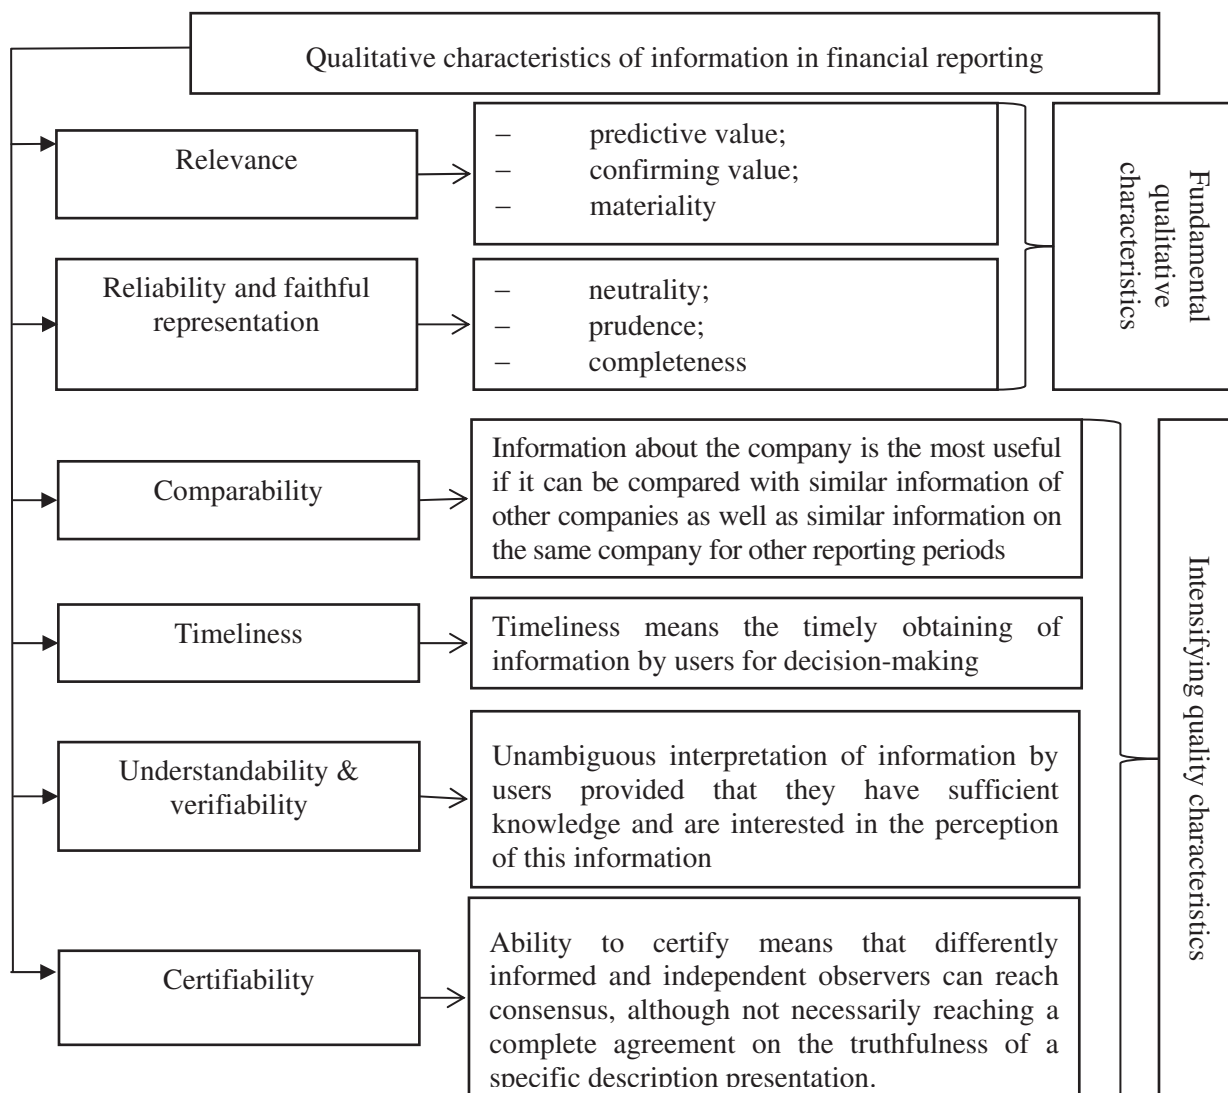 Qualitative characteristics of information in financial reporting
Relevance
– predictive value;
– confirming value;
– materiality
Fundamental
qualitative
characteristics
Reliability and faithful
representation
– neutrality;
– prudence;
– completeness
Comparability
Information about the company is the most useful
if it can be compared with similar information of
other companies as well as similar information on
the same company for other reporting periods
Intensifying quality characteristics
Timeliness
Timeliness means the timely obtaining of
information by users for decision-making
Understandability &
verifiability
Unambiguous interpretation of information by
users provided that they have sufficient
knowledge and are interested in the perception
of this information
Certifiability
Ability to certify means that differently
informed and independent observers can reach
consensus, although not necessarily reaching a
complete agreement on the truthfulness of a
specific description presentation.